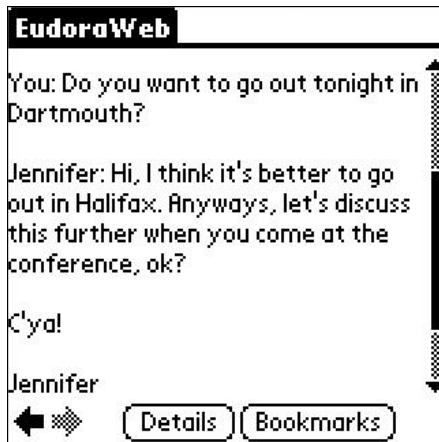 EudoraWeb
You: Do you want to go out tonight in
Dartmouth?
Jennifer: Hi, I think it's better to go
out in Halifax. Anyways, let's discuss
this further when you come at the
conference, ok?
C'ya!
Jennifer
Details Bookmarks